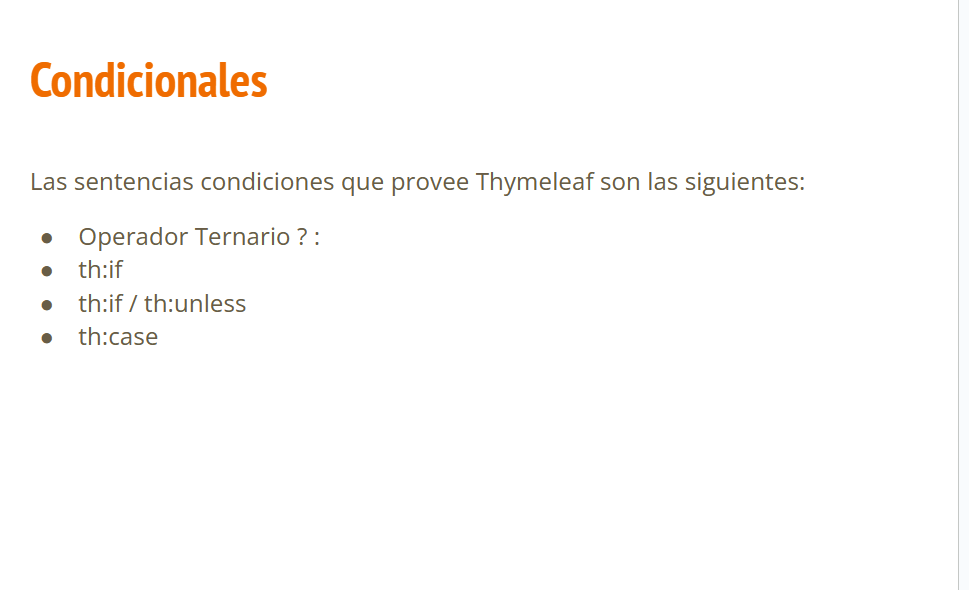 Condicionales
Las sentencias condiciones que provee Thymeleaf son las siguientes:
● Operador Ternario ? :
● th:if
● th:if / th:unless
● th:case